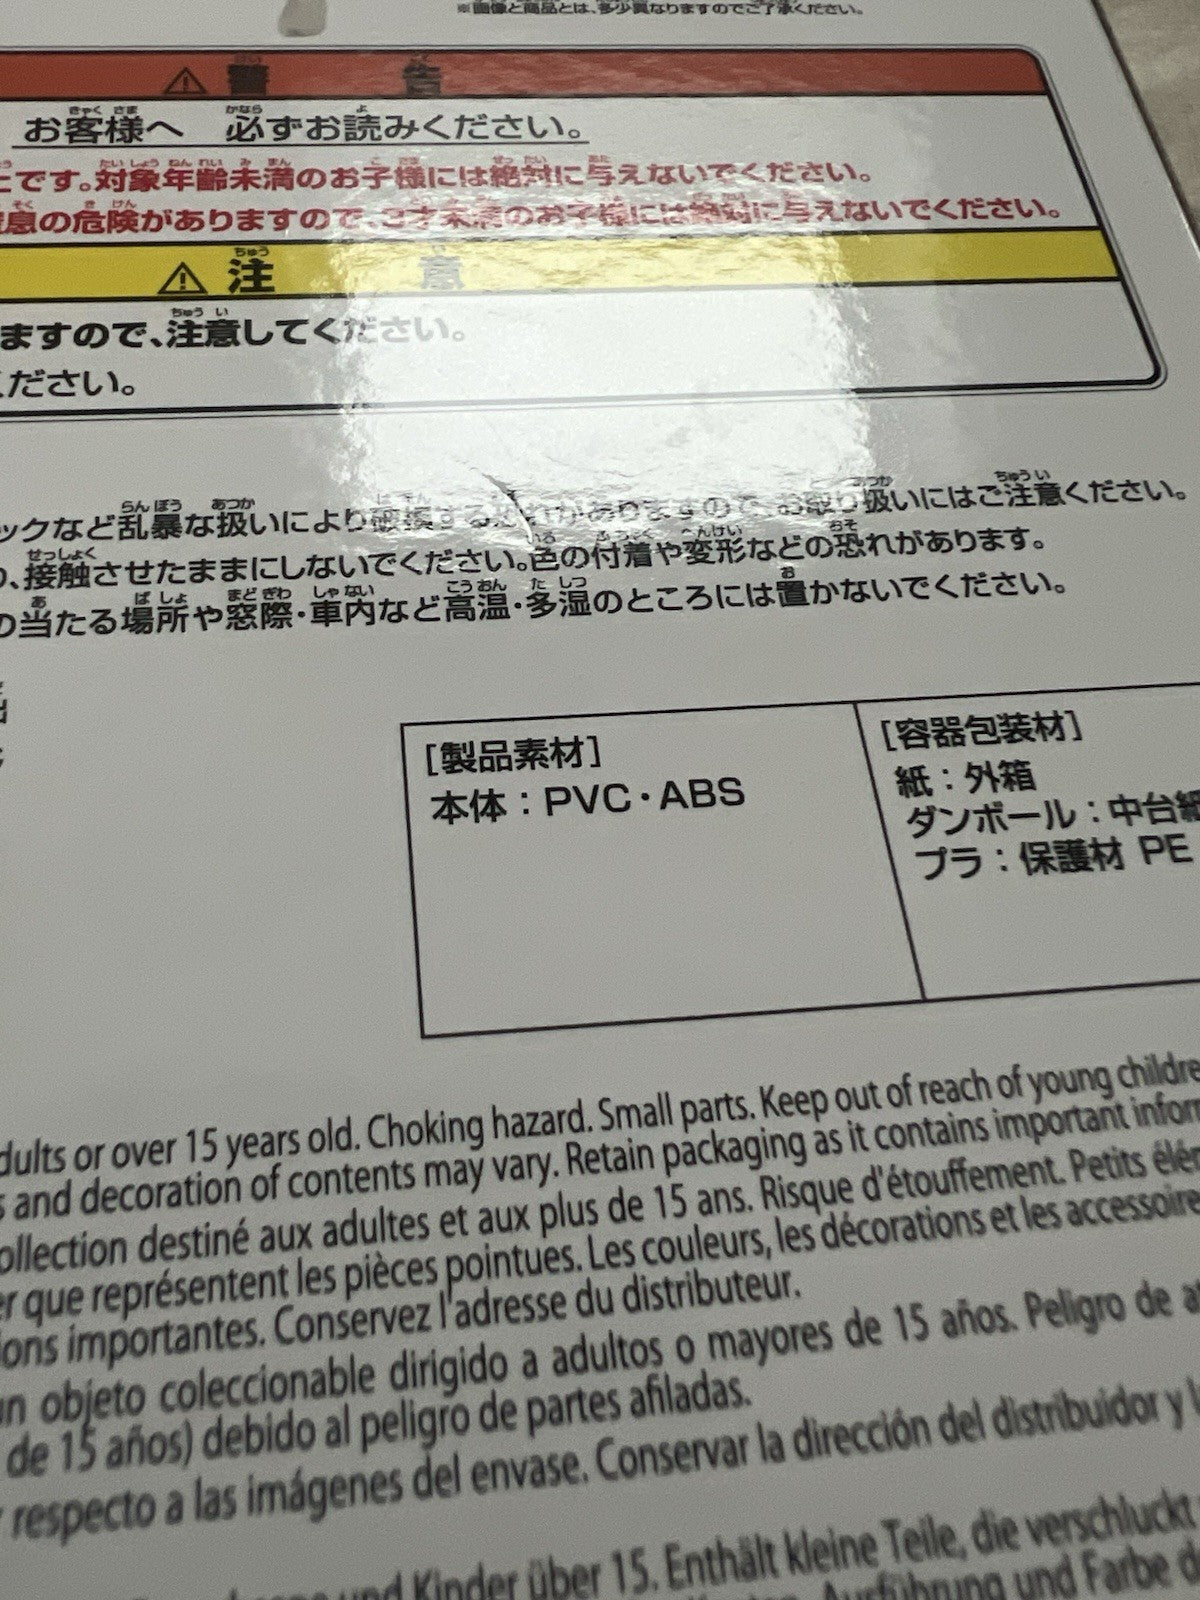 ※画像と商品とは、多少異なりますのでご了承ください。
⚠ 警 告
お客様へ 必ずお読みください。
です。対象年齢未満のお子様には絶対に与えないでください。
息の危険がありますので、3才未満のお子様には絶対に与えないでください。
⚠ 注 意
ますので、注意してください。
ください。
ックなど乱暴な扱いにより破損する恐れがありますので、お取り扱いにはご注意ください。
、接触させたままにしないでください。色の付着や変形などの恐れがあります。
の当たる場所や窓際・車内など高温・多湿のところには置かないでください。
[製品素材]
本体：PVC・ABS
[容器包装材]
紙：外箱
ダンボール：中台紙
プラ：保護材 PE
dults or over 15 years old. Choking hazard. Small parts. Keep out of reach of young childre
s and decoration of contents may vary. Retain packaging as it contains important inform
ollection destiné aux adultes et aux plus de 15 ans. Risque d'étouffement. Petits élém
er que représentent les pièces pointues. Les couleurs, les décorations et les accessoire
ions importantes. Conservez l'adresse du distributeur.
un objeto coleccionable dirigido a adultos o mayores de 15 años. Peligro de a
de 15 años) debido al peligro de partes afiladas.
r respecto a las imágenes del envase. Conservar la dirección del distribuidor y l
und Kinder über 15. Enthält kleine Teile, die verschluckt
Ausführung und Farbe d